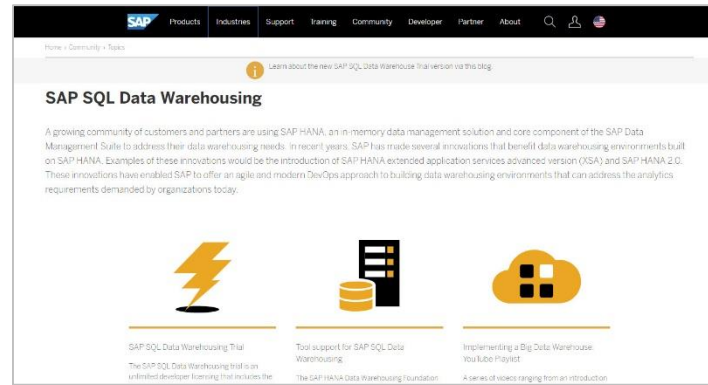 SAP Products Industries Support Training Community Developer Partner About
Home › Community › Topics
Learn about the new SAP SQL Data Warehouse Trial version via this blog.
SAP SQL Data Warehousing
A growing community of customers and partners are using SAP HANA, an in-memory data management solution and core component of the SAP Data
Management Suite to address their data warehousing needs. In recent years, SAP has made several innovations that benefit data warehousing environments built
on SAP HANA. Examples of these innovations would be the introduction of SAP HANA extended application services advanced version (XSA) and SAP HANA 2.0.
These innovations have enabled SAP to offer an agile and modern DevOps approach to building data warehousing environments that can address the analytics
requirements demanded by organizations today.
SAP SQL Data Warehousing Trial
The SAP SQL Data Warehousing trial is an
unlimited developer licensing that includes the
Tool support for SAP SQL Data
Warehousing
The SAP HANA Data Warehousing Foundation
Implementing a Big Data Warehouse:
YouTube Playlist
A series of videos ranging from an introduction